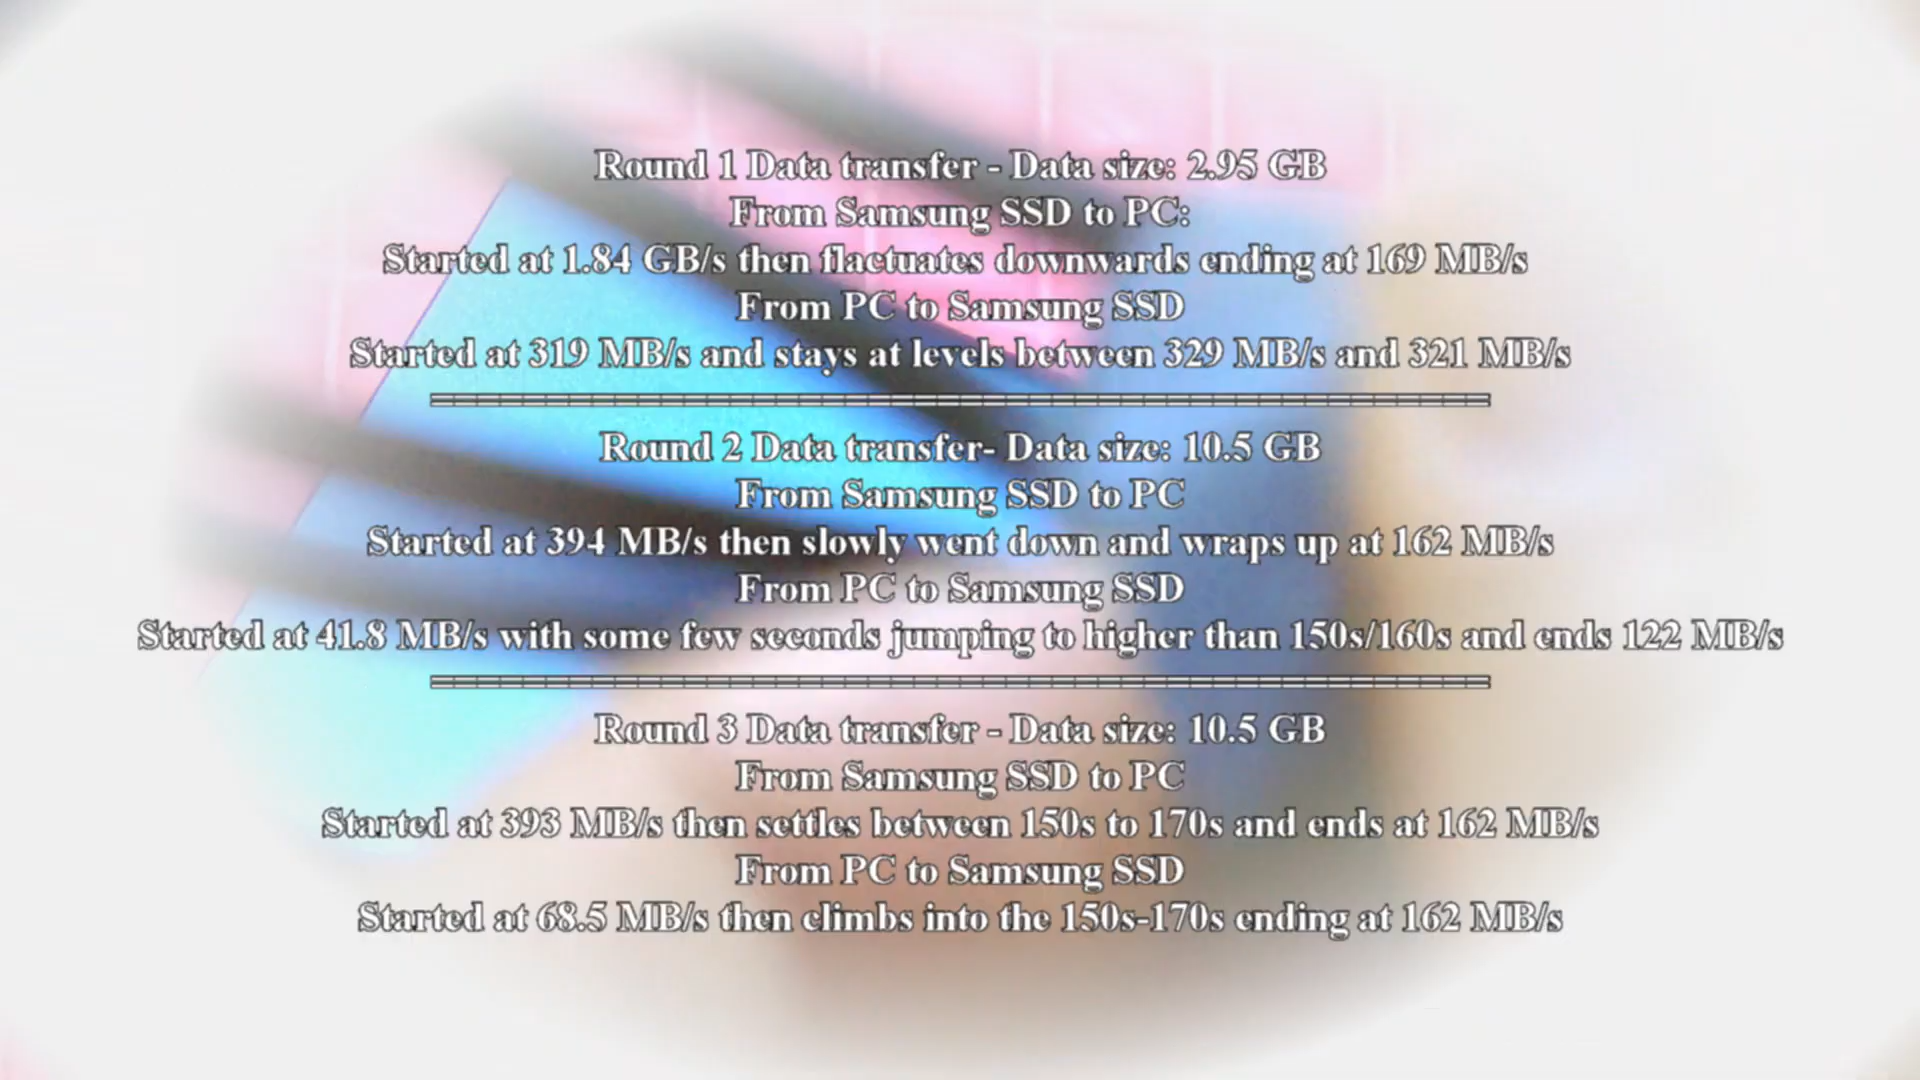 Round 1 Data transfer - Data size: 2.95 GB
From Samsung SSD to PC:
Started at 1.84 GB/s then flactuates downwards ending at 169 MB/s
From PC to Samsung SSD
Started at 319 MB/s and stays at levels between 329 MB/s and 321 MB/s
==============================================
Round 2 Data transfer- Data size: 10.5 GB
From Samsung SSD to PC
Started at 394 MB/s then slowly went down and wraps up at 162 MB/s
From PC to Samsung SSD
Started at 41.8 MB/s with some few seconds jumping to higher than 150s/160s and ends 122 MB/s
==============================================
Round 3 Data transfer - Data size: 10.5 GB
From Samsung SSD to PC
Started at 393 MB/s then settles between 150s to 170s and ends at 162 MB/s
From PC to Samsung SSD
Started at 68.5 MB/s then climbs into the 150s-170s ending at 162 MB/s